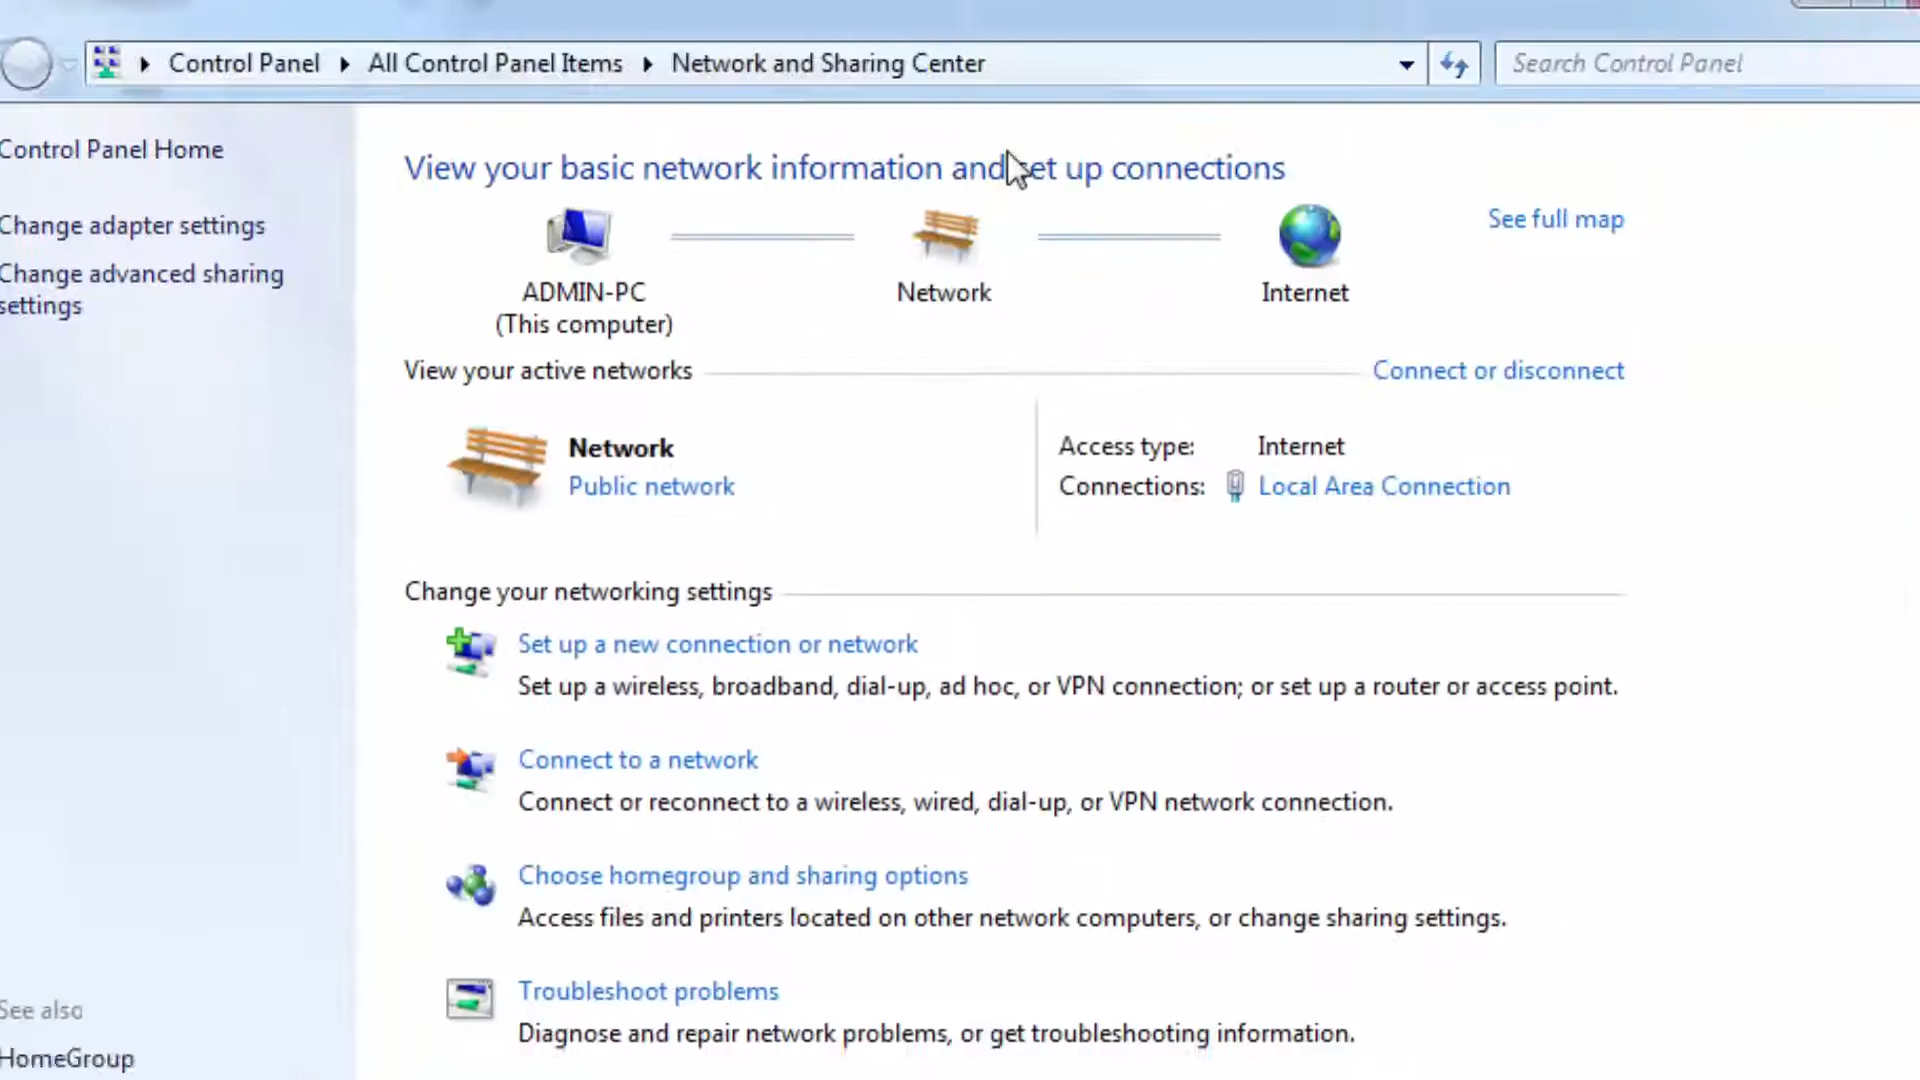 Control Panel All Control Panel Items Network and Sharing Center
Search Control Panel
Control Panel Home
Change adapter settings
Change advanced sharing
settings
See also
HomeGroup
View your basic network information and set up connections
See full map
ADMIN-PC
(This computer)
Network
Internet
View your active networks
Connect or disconnect
Network
Public network
Access type: Internet
Connections: Local Area Connection
Change your networking settings
Set up a new connection or network
Set up a wireless, broadband, dial-up, ad hoc, or VPN connection; or set up a router or access point.
Connect to a network
Connect or reconnect to a wireless, wired, dial-up, or VPN network connection.
Choose homegroup and sharing options
Access files and printers located on other network computers, or change sharing settings.
Troubleshoot problems
Diagnose and repair network problems, or get troubleshooting information.